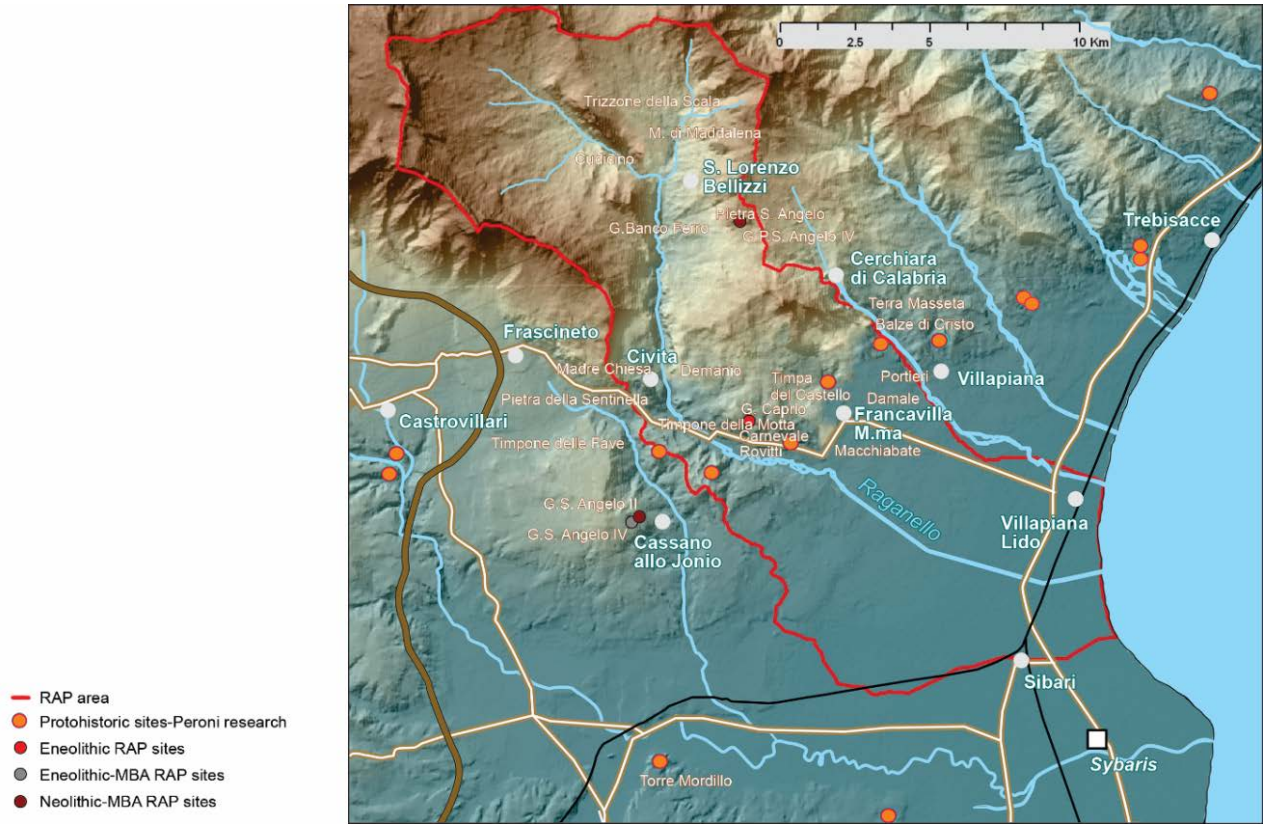 0 2.5 5 10 Km
Trizzone della Scala
M. di Maddalena
Cudicino
S. Lorenzo
Bellizzi
Pietra S. Angelo
G.Banco Ferro
G.P.S. Angelo IV
Trebisacce
Cerchiara
di Calabria
Terra Masseta
Balze di Cristo
Frascineto
Civita
Madre Chiesa
Demanio
Timpa
del Castello
Portieri
Villapiana
Pietra della Sentinella
G. Caprio
Damale
Castrovillari
Timpone della Motta
Francavilla
M.ma
Carnevale
Timpone delle Fave
Rovitti
Macchiabate
Raganello
G.S. Angelo II
G.S. Angelo IV
Cassano
allo Jonio
Villapiana
Lido
Sibari
Sybaris
Torre Mordillo
RAP area
Protohistoric sites-Peroni research
Eneolithic RAP sites
Eneolithic-MBA RAP sites
Neolithic-MBA RAP sites